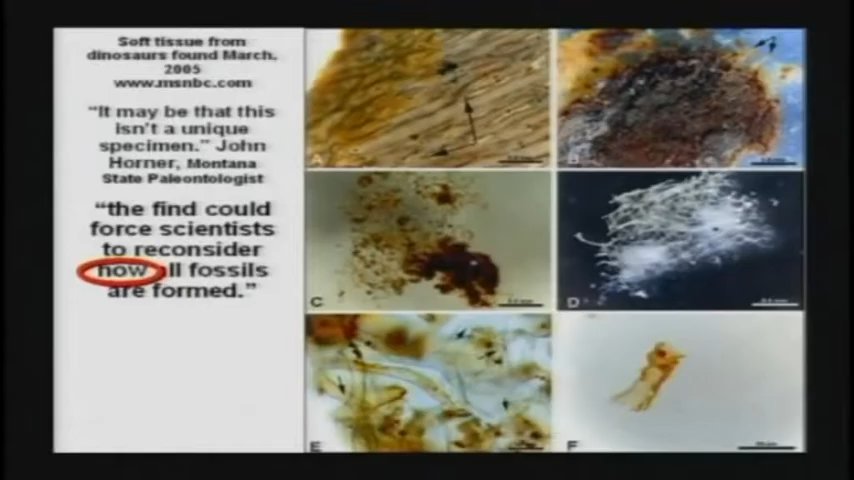 Soft tissue from
dinosaurs found March,
2005
www.msnbc.com
"It may be that this
isn't a unique
specimen." John
Horner, Montana
State Paleontologist
"the find could
force scientists
to reconsider
how all fossils
are formed."
A
C
D
E
F